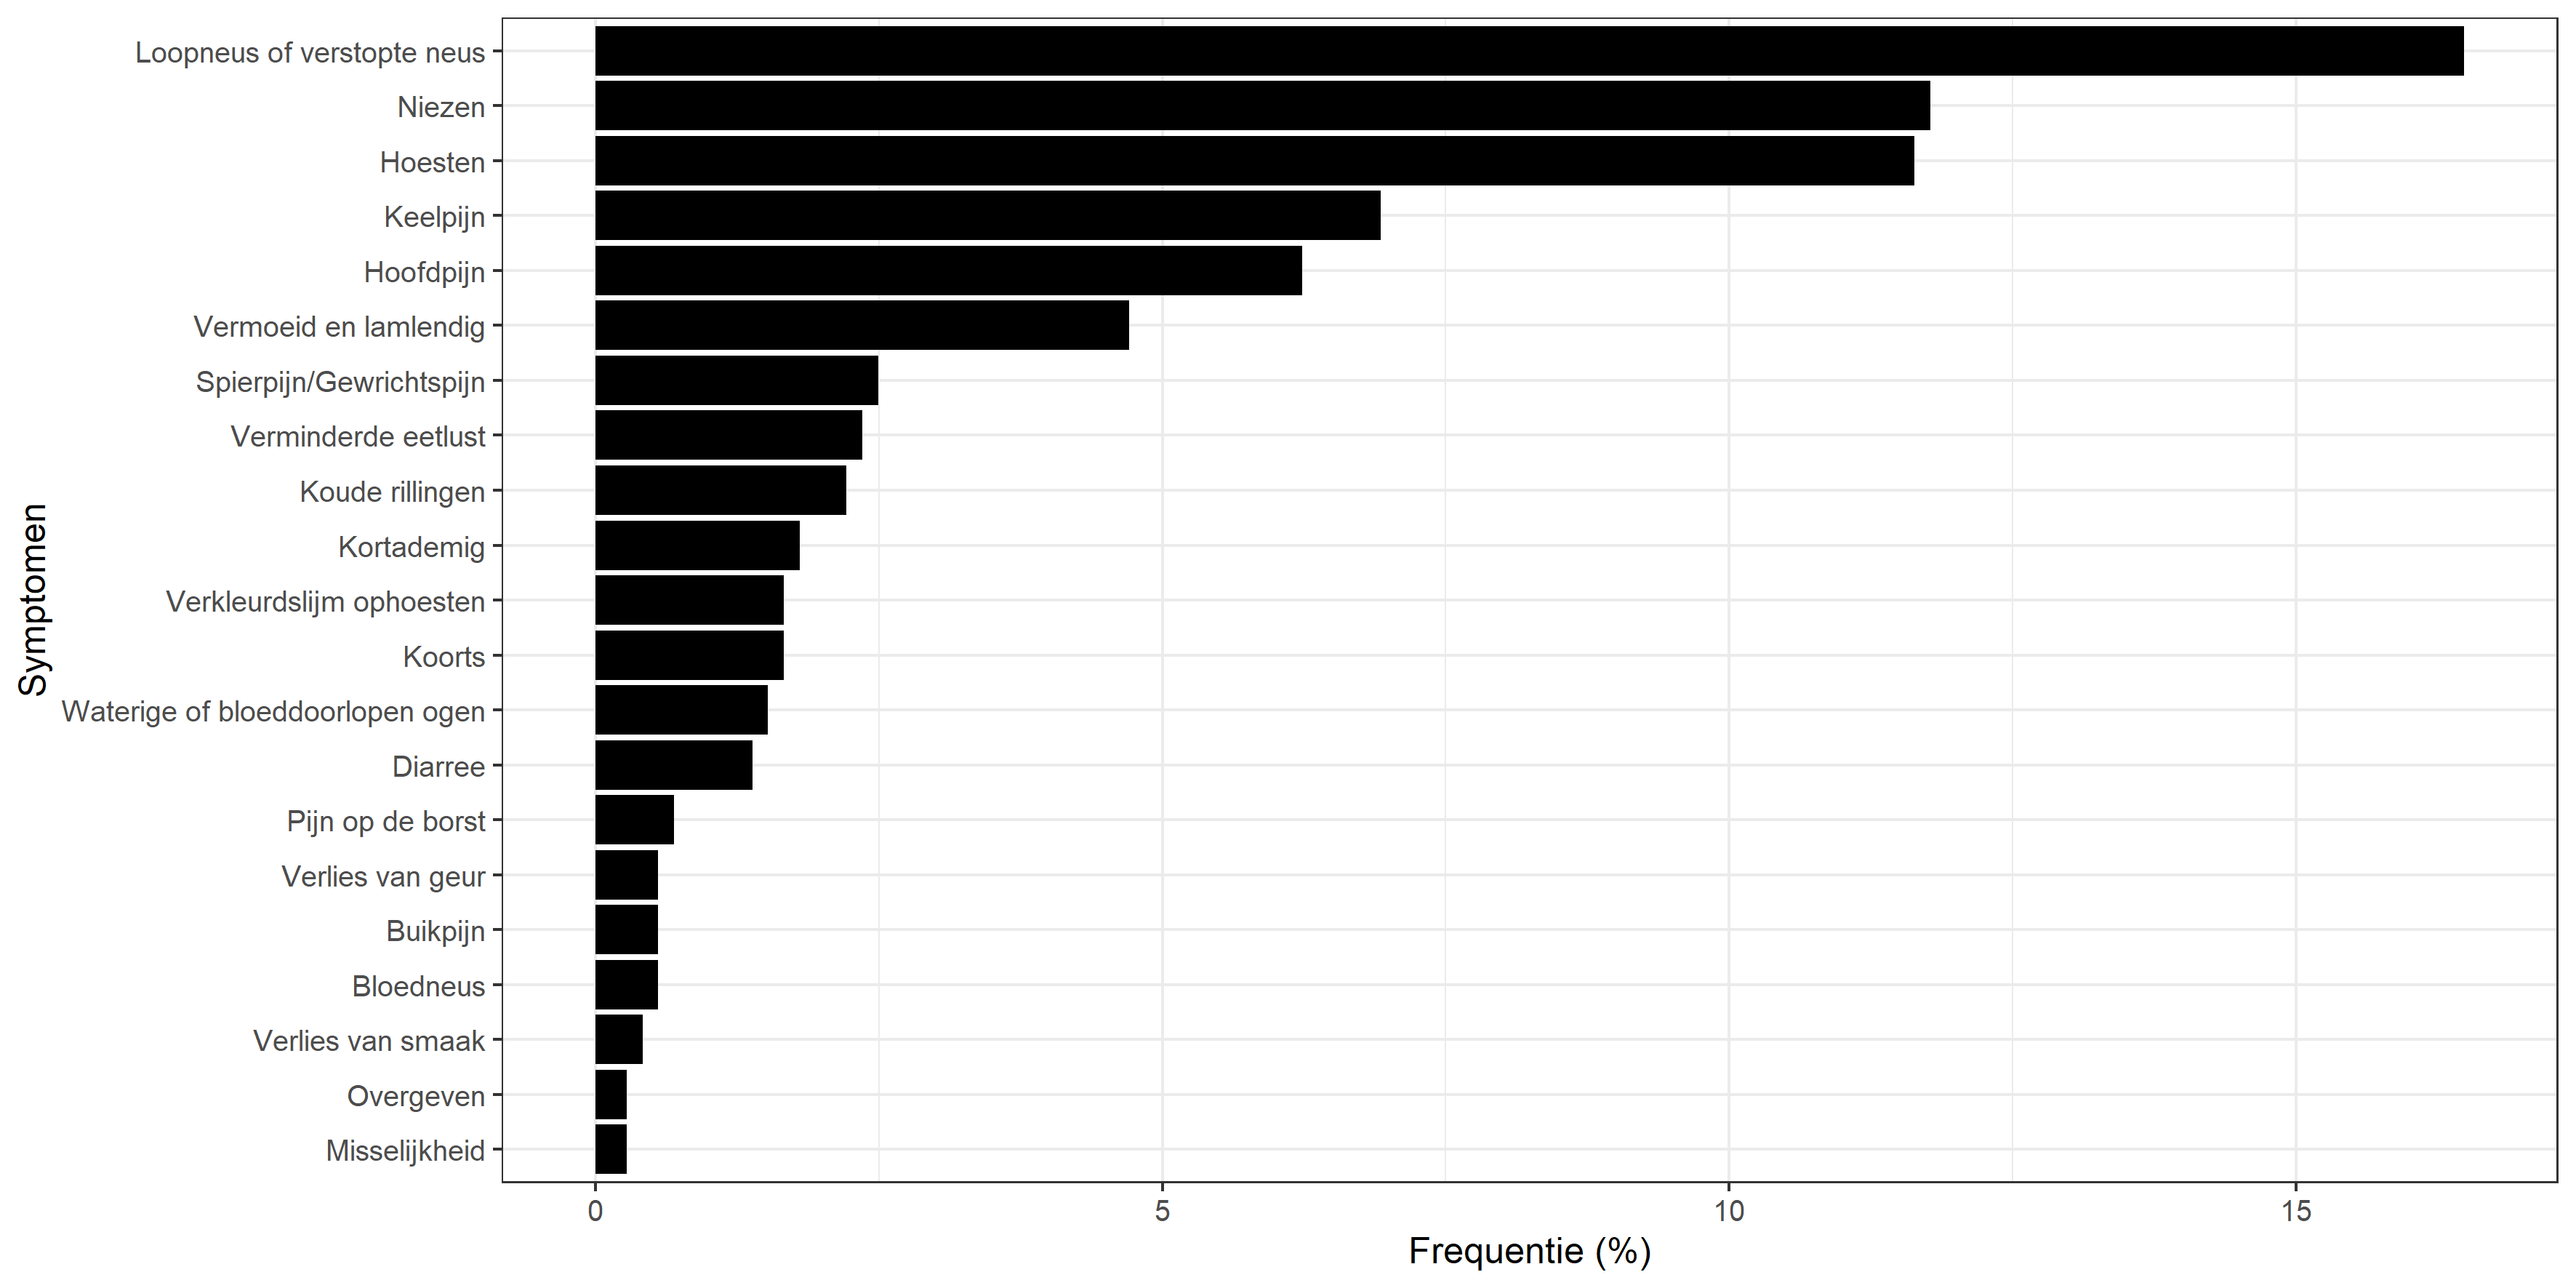 Loopneus of verstopte neus
Niezen
Hoesten
Keelpijn
Hoofdpijn
Vermoeid en lamlendig
Spierpijn/Gewrichtspijn
Verminderde eetlust
Koude rillingen
Kortademig
Verkleurdslijm ophoesten
Koorts
Waterige of bloeddoorlopen ogen
Diarree
Pijn op de borst
Verlies van geur
Buikpijn
Bloedneus
Verlies van smaak
Overgeven
Misselijkheid
Symptomen
0 5 10 15
Frequentie (%)